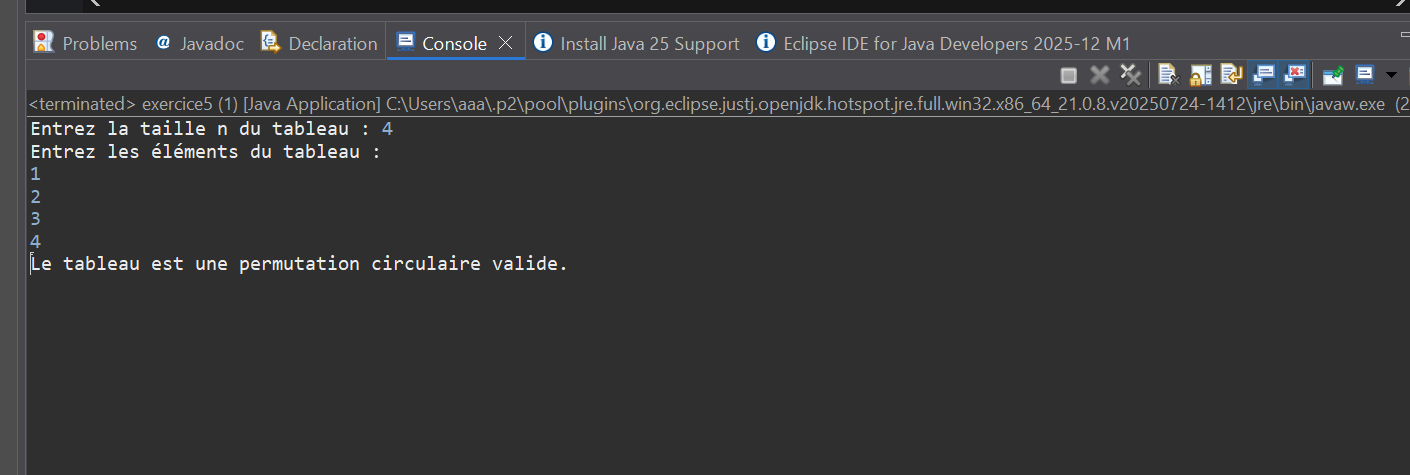 Problems @ Javadoc Declaration Console Install Java 25 Support Eclipse IDE for Java Developers 2025-12 M1
<terminated> exercice5 (1) [Java Application] C:\Users\aaa\.p2\pool\plugins\org.eclipse.justj.openjdk.hotspot.jre.full.win32.x86_64_21.0.8.v20250724-1412\jre\bin\javaw.exe (2
Entrez la taille n du tableau : 4
Entrez les éléments du tableau :
1
2
3
4
Le tableau est une permutation circulaire valide.